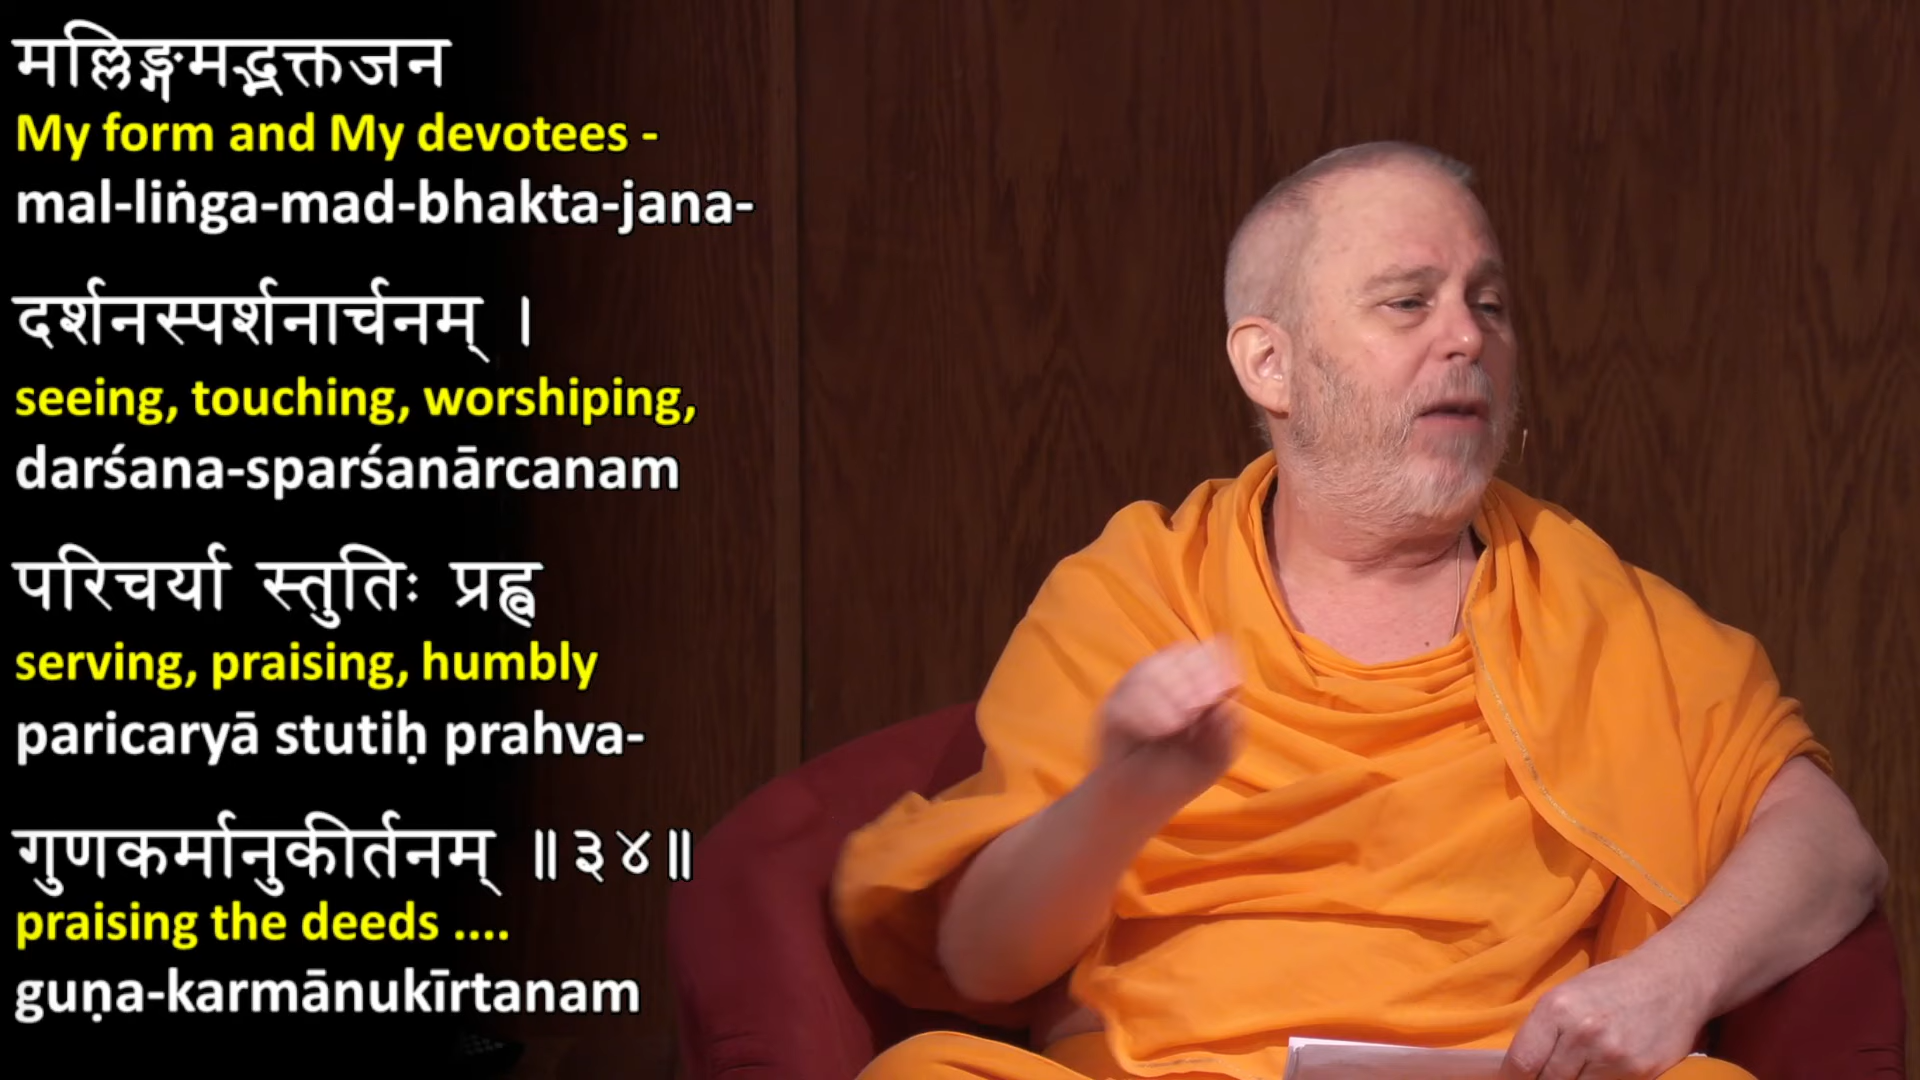 मल्लिङ्गमद्भक्तजन
My form and My devotees -
mal-liṅga-mad-bhakta-jana-
दर्शनस्पर्शनार्चनम् ।
seeing, touching, worshiping,
darśana-sparśanārcanam
परिचर्या स्तुतिः प्रह्व
serving, praising, humbly
paricaryā stutiḥ prahva-
गुणकर्मानुकीर्तनम् ॥३४॥
praising the deeds ....
guṇa-karmānukīrtanam